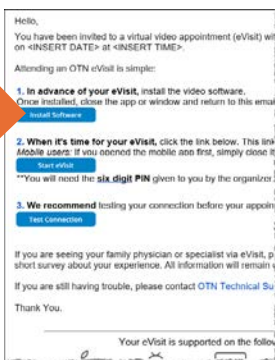 Hello,
You have been invited to a virtual video appointment (eVisit) wit
on <INSERT DATE> at <INSERT TIME>.
Attending an OTN eVisit is simple:
1. In advance of your eVisit, install the video software.
Once installed, close the app or window and return to this emai
Install Software
2. When it's time for your eVisit, click the link below. This link
Mobile users: If you opened the mobile app first, simply close it
Start eVisit
**You will need the six digit PIN given to you by the organizer.
3. We recommend testing your connection before your appoin
Test Connection
If you are seeing your family physician or specialist via eVisit, p
short survey about your experience. All information will remain
If you are still having trouble, please contact OTN Technical Su
Thank You.
Your eVisit is supported on the follow